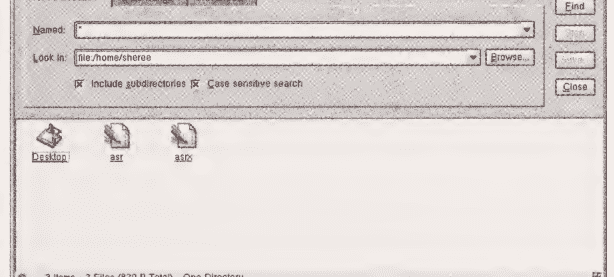 Find
Named: *
Look in: file:/home/sheree Browse...
Include subdirectories Case sensitive search
Close
Desktop asr asrx